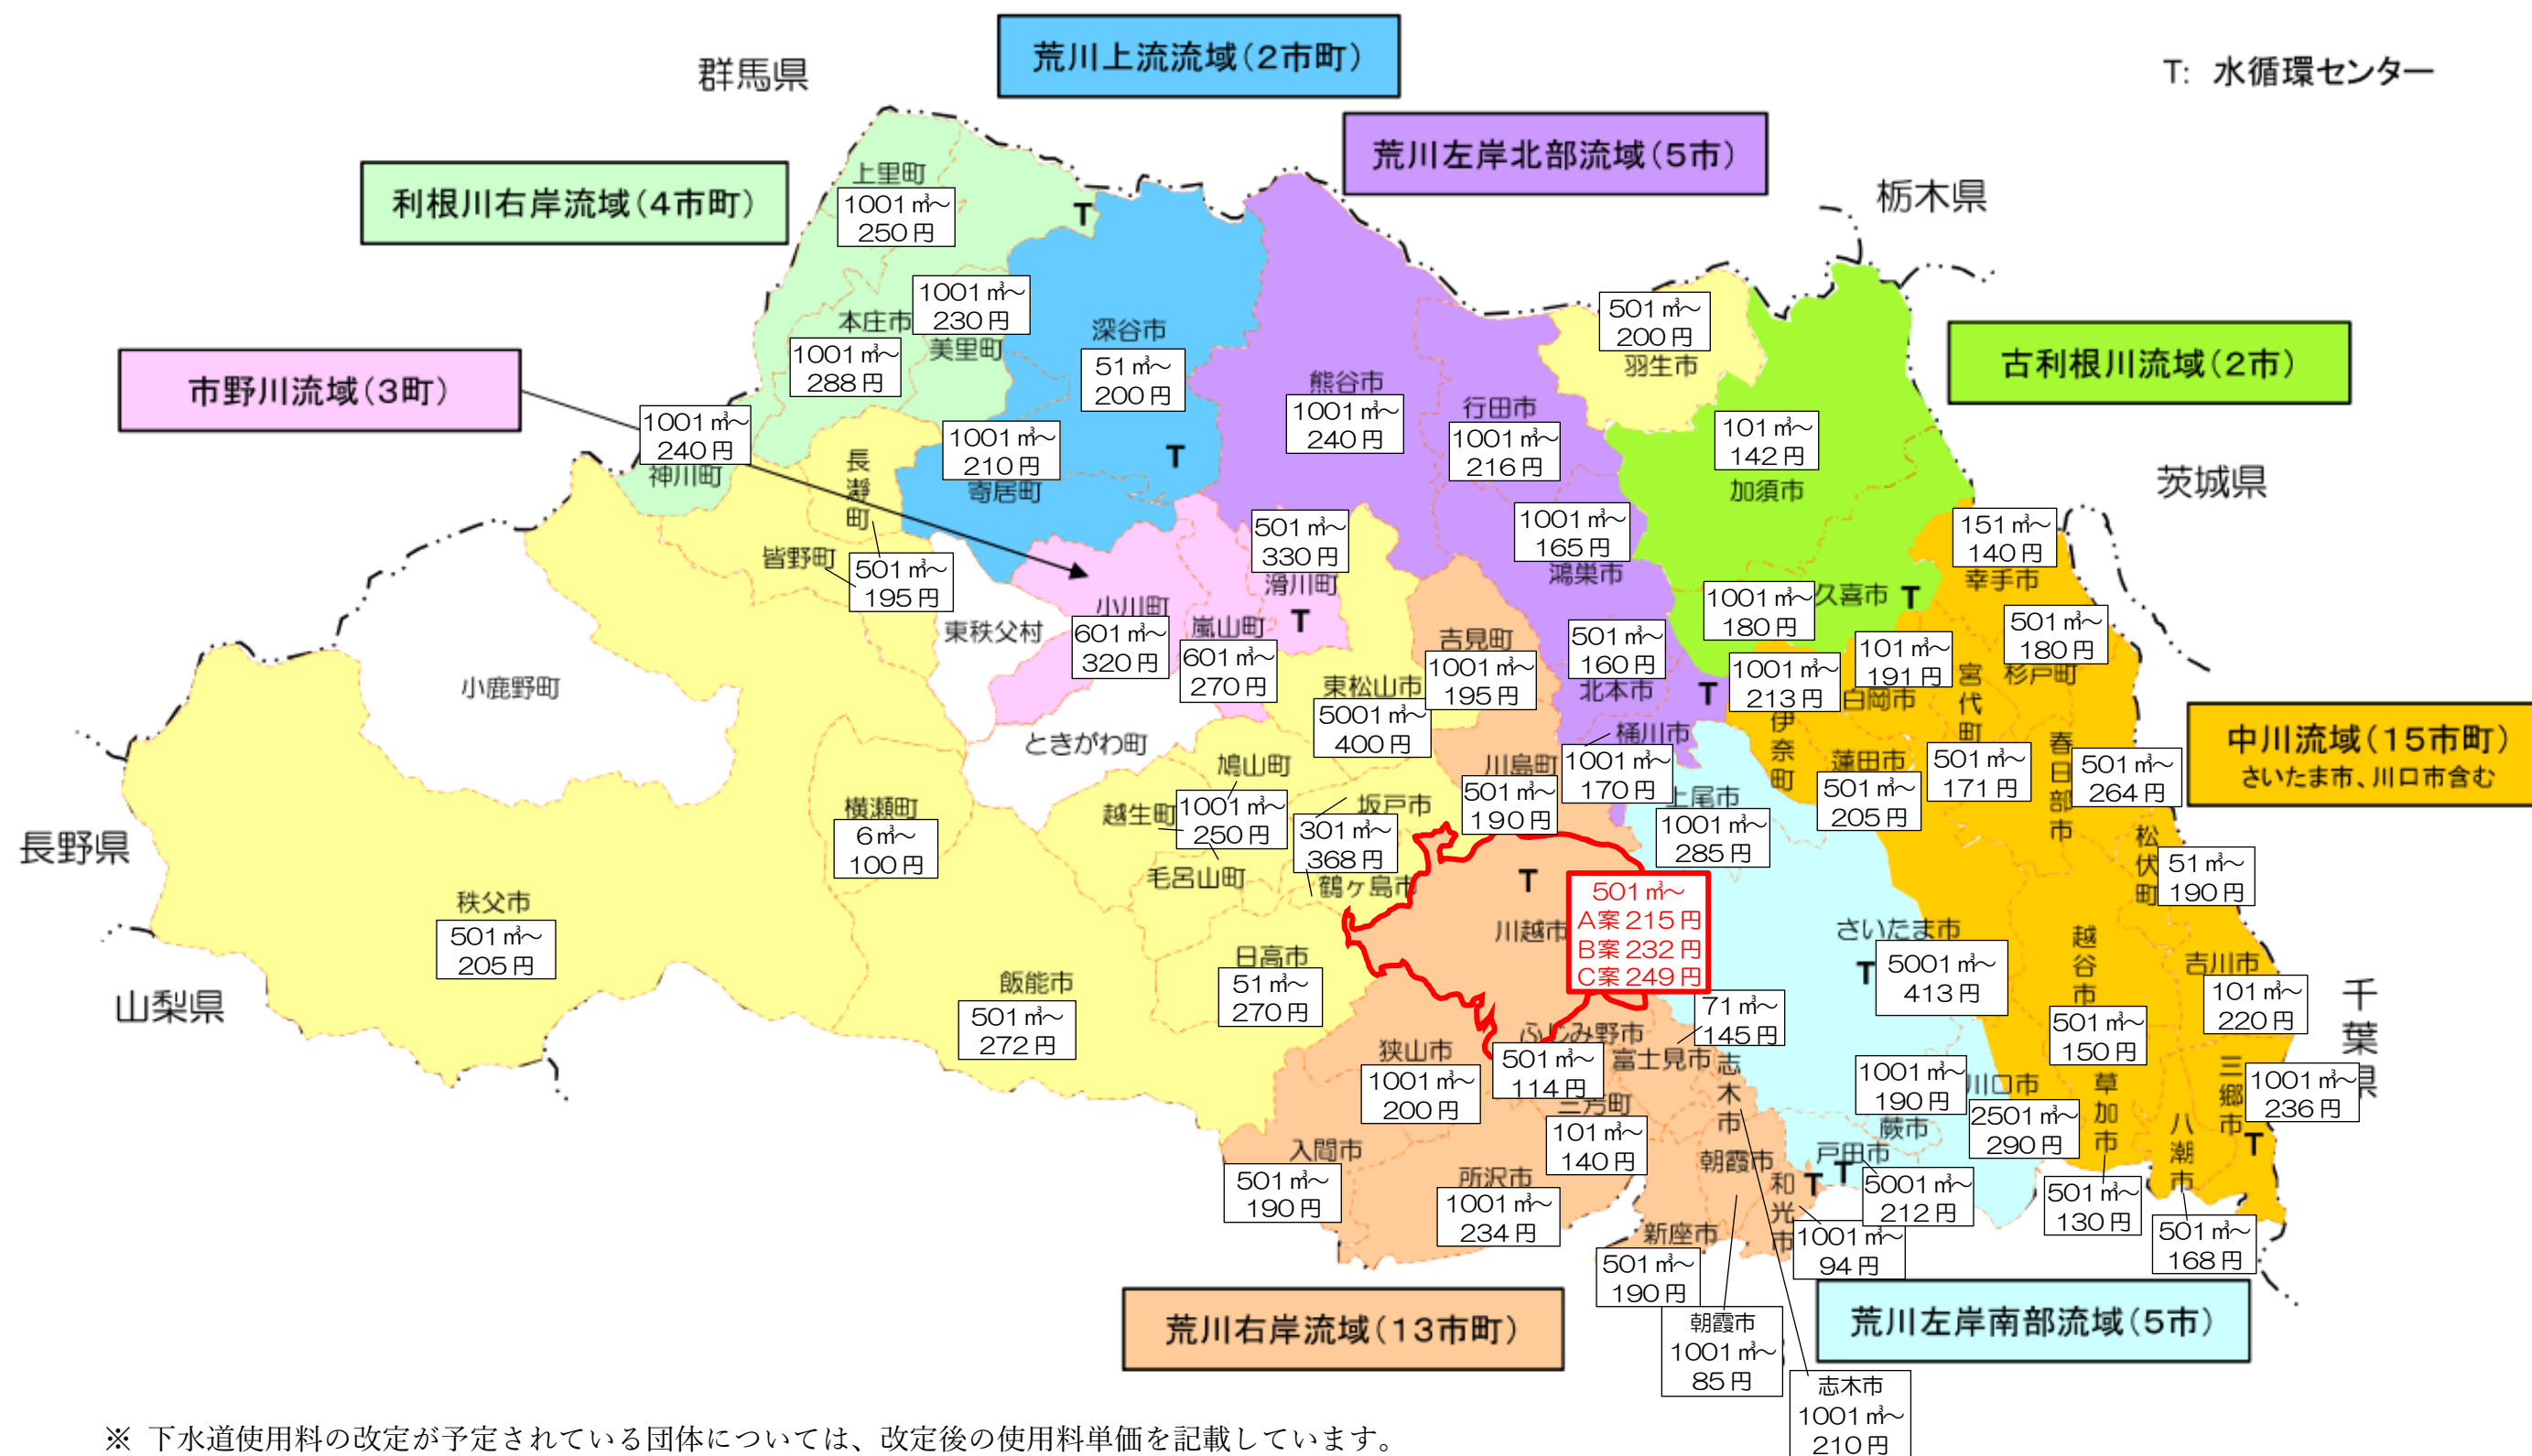 荒川上流流域（２市町）
群馬県
T: 水循環センター
荒川左岸北部流域（５市）
利根川右岸流域（４市町）
栃木県
上里町
1001㎥～
250円
1001㎥～
230円
本庄市
美里町
1001㎥～
288円
深谷市
51㎥～
200円
501㎥～
200円
羽生市
古利根川流域（２市）
市野川流域（３町）
熊谷市
1001㎥～
240円
行田市
1001㎥～
216円
101㎥～
142円
加須市
1001㎥～
240円
神川町
長瀞町
1001㎥～
210円
寄居町
茨城県
皆野町
501㎥～
195円
501㎥～
330円
滑川町
1001㎥～
165円
鴻巣市
151㎥～
140円
幸手市
東秩父村
小川町
601㎥～
320円
嵐山町
601㎥～
270円
吉見町
1001㎥～
195円
501㎥～
160円
北本市
1001㎥～
180円
久喜市
501㎥～
180円
杉戸町
小鹿野町
ときがわ町
東松山市
5001㎥～
400円
1001㎥～
213円
伊奈町
101㎥～
191円
白岡市
宮代町
501㎥～
171円
桶川市
1001㎥～
170円
蓮田市
501㎥～
205円
春日部市
501㎥～
264円
中川流域（１５市町）
さいたま市、川口市含む
横瀬町
6㎥～
100円
鳩山町
越生町
1001㎥～
250円
毛呂山町
坂戸市
301㎥～
368円
鶴ヶ島市
川島町
501㎥～
190円
上尾市
1001㎥～
285円
松伏町
51㎥～
190円
長野県
秩父市
501㎥～
205円
山梨県
飯能市
501㎥～
272円
日高市
51㎥～
270円
川越市
501㎥～
A案 215円
B案 232円
C案 249円
さいたま市
5001㎥～
413円
越谷市
501㎥～
150円
吉川市
101㎥～
220円
千葉県
狭山市
1001㎥～
200円
ふじみ野市
501㎥～
114円
富士見市
71㎥～
145円
志木市
三芳町
101㎥～
140円
1001㎥～
190円
蕨市
川口市
2501㎥～
290円
草加市
501㎥～
130円
八潮市
501㎥～
168円
三郷市
1001㎥～
236円
入間市
501㎥～
190円
所沢市
1001㎥～
234円
朝霞市
和光市
1001㎥～
94円
戸田市
5001㎥～
212円
新座市
501㎥～
190円
朝霞市
1001㎥～
85円
志木市
1001㎥～
210円
荒川右岸流域（１３市町）
荒川左岸南部流域（５市）
T
T
T
T
T
T
T
T
T
T
※ 下水道使用料の改定が予定されている団体については、改定後の使用料単価を記載しています。